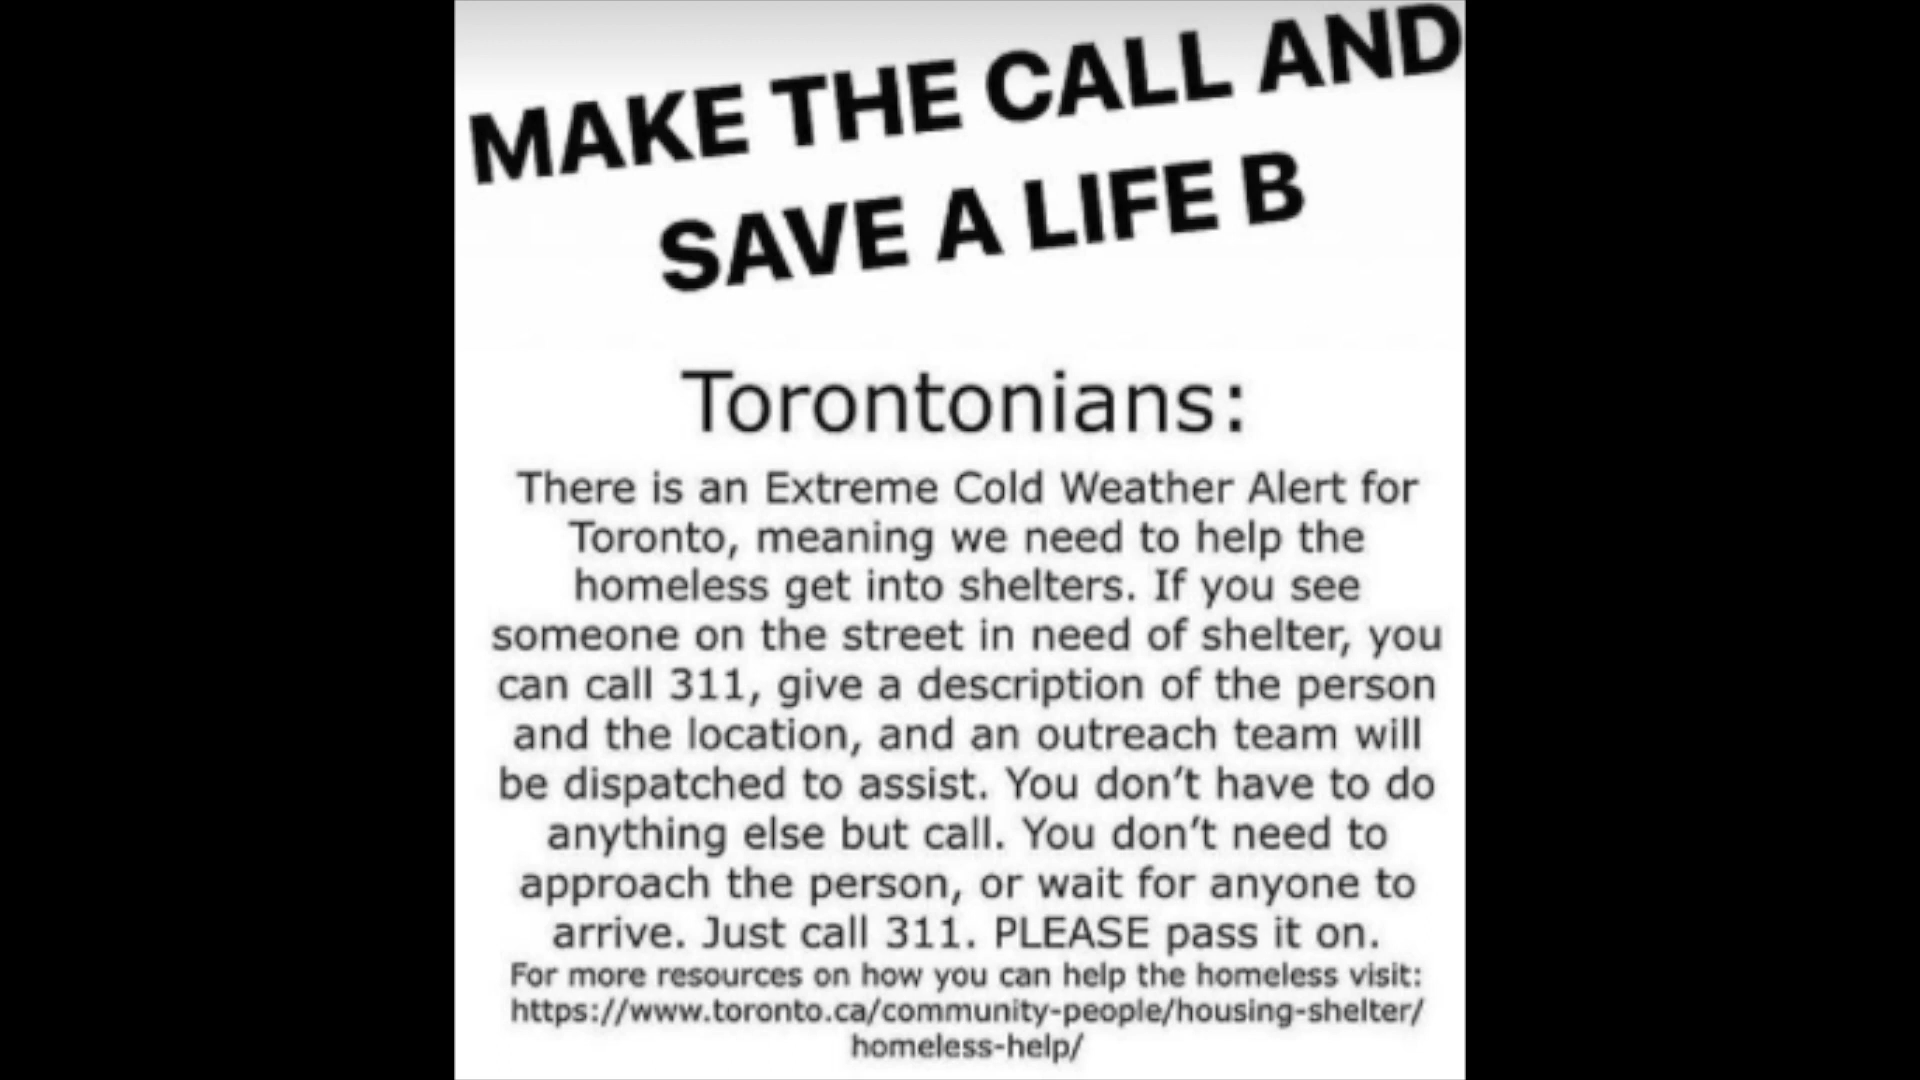 MAKE THE CALL AND
SAVE A LIFE B
Torontonians:
There is an Extreme Cold Weather Alert for
Toronto, meaning we need to help the
homeless get into shelters. If you see
someone on the street in need of shelter, you
can call 311, give a description of the person
and the location, and an outreach team will
be dispatched to assist. You don’t have to do
anything else but call. You don’t need to
approach the person, or wait for anyone to
arrive. Just call 311. PLEASE pass it on.
For more resources on how you can help the homeless visit:
https://www.toronto.ca/community-people/housing-shelter/
homeless-help/